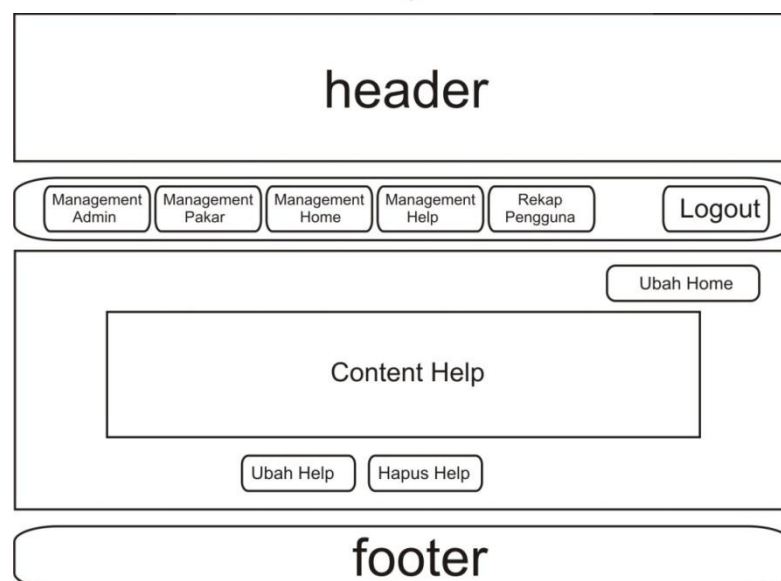 header
Management Admin
Management Pakar
Management Home
Management Help
Rekap Pengguna
Logout
Ubah Home
Content Help
Ubah Help
Hapus Help
footer